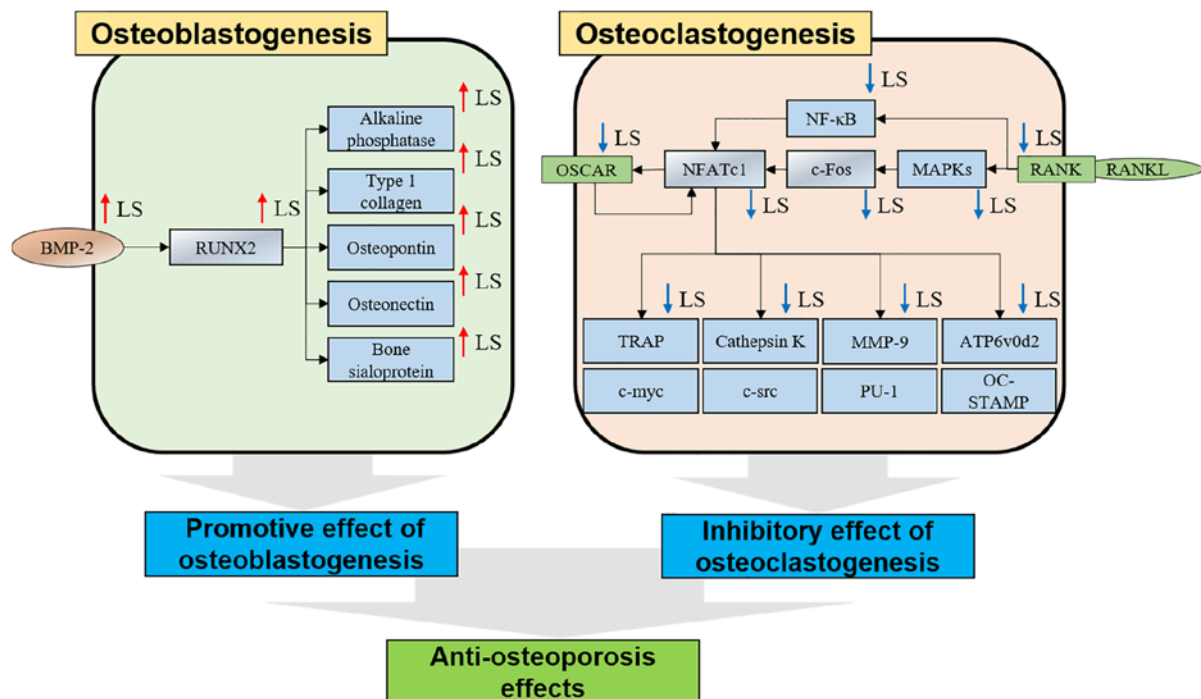 Osteoblastogenesis
LS
Alkaline
phosphatase
LS
Type 1
collagen
LS
LS
LS
BMP-2
RUNX2
Osteopontin
LS
Osteonectin
LS
Bone
sialoprotein
Osteoclastogenesis
LS
NF-κB
LS
LS
OSCAR
NFATc1
c-Fos
MAPKs
RANK
RANKL
LS
LS
LS
LS
LS
LS
LS
TRAP
Cathepsin K
MMP-9
ATP6v0d2
c-myc
c-src
PU-1
OC-
STAMP
Promotive effect of
osteoblastogenesis
Inhibitory effect of
osteoclastogenesis
Anti-osteoporosis
effects